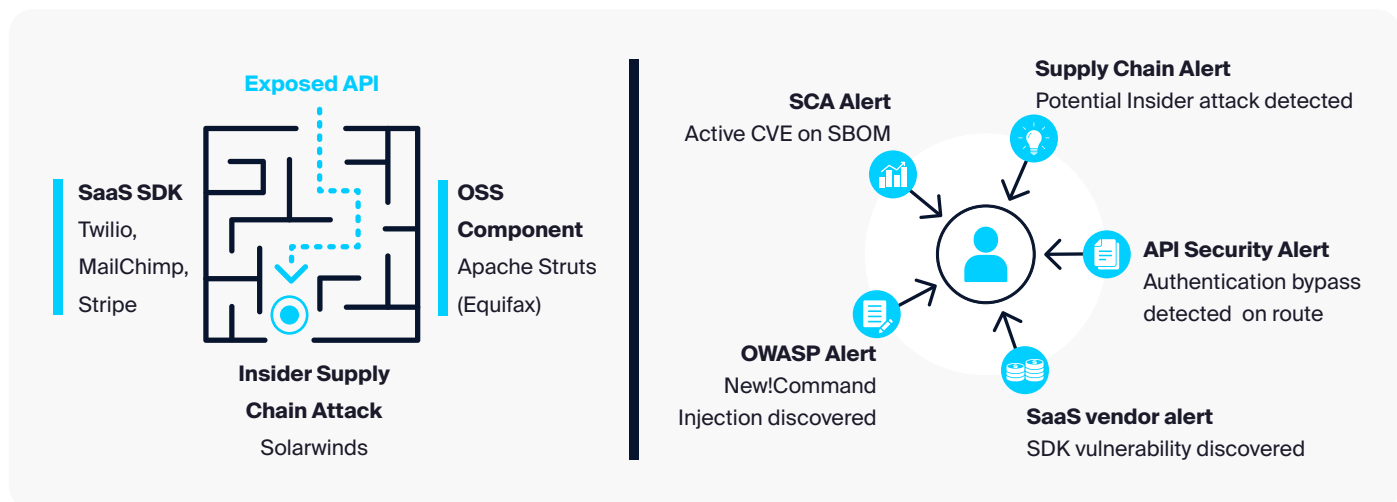 Exposed API
SaaS SDK
Twilio,
MailChimp,
Stripe
OSS
Component
Apache Struts
(Equifax)
Insider Supply
Chain Attack
Solarwinds
SCA Alert
Active CVE on SBOM
Supply Chain Alert
Potential Insider attack detected
API Security Alert
Authentication bypass
detected on route
OWASP Alert
New!Command
Injection discovered
SaaS vendor alert
SDK vulnerability discovered